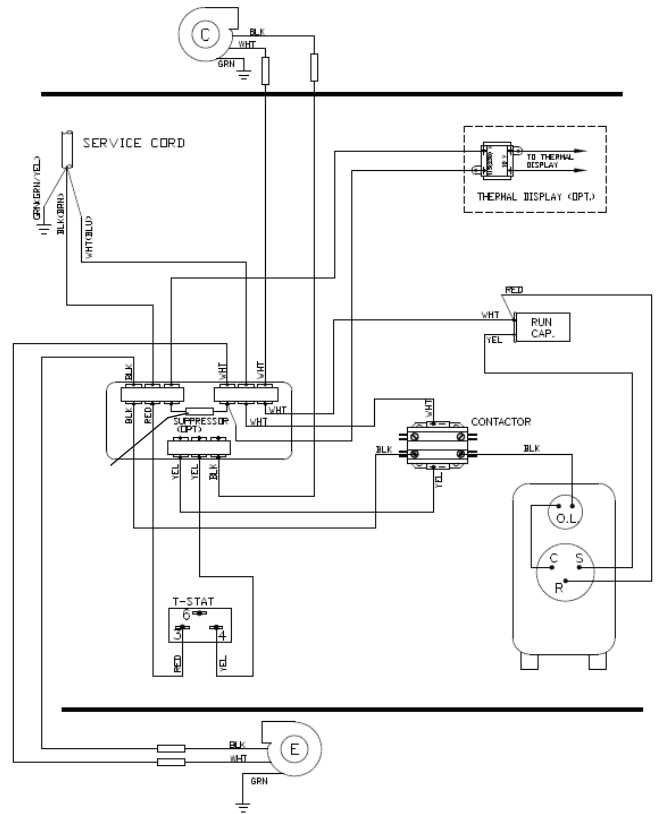 C
BLK
WHT
GRN
SERVICE CORD
GRN(GRN/YEL)
BLK(BRN)
WHT(BLU)
TO THERMAL
DISPLAY
THERMAL DISPLAY (OPT.)
RED
WHT
RUN
CAP.
YEL
BLK
WHT
WHT
BLK
RED
SUPPRESSOR
(OPT)
WHT
WHT
YEL
YEL
BLK
WHT
CONTACTOR
BLK
BLK
YEL
O.L.
C S
R
T-STAT
6
3 4
RED
YEL
E
BLK
WHT
GRN